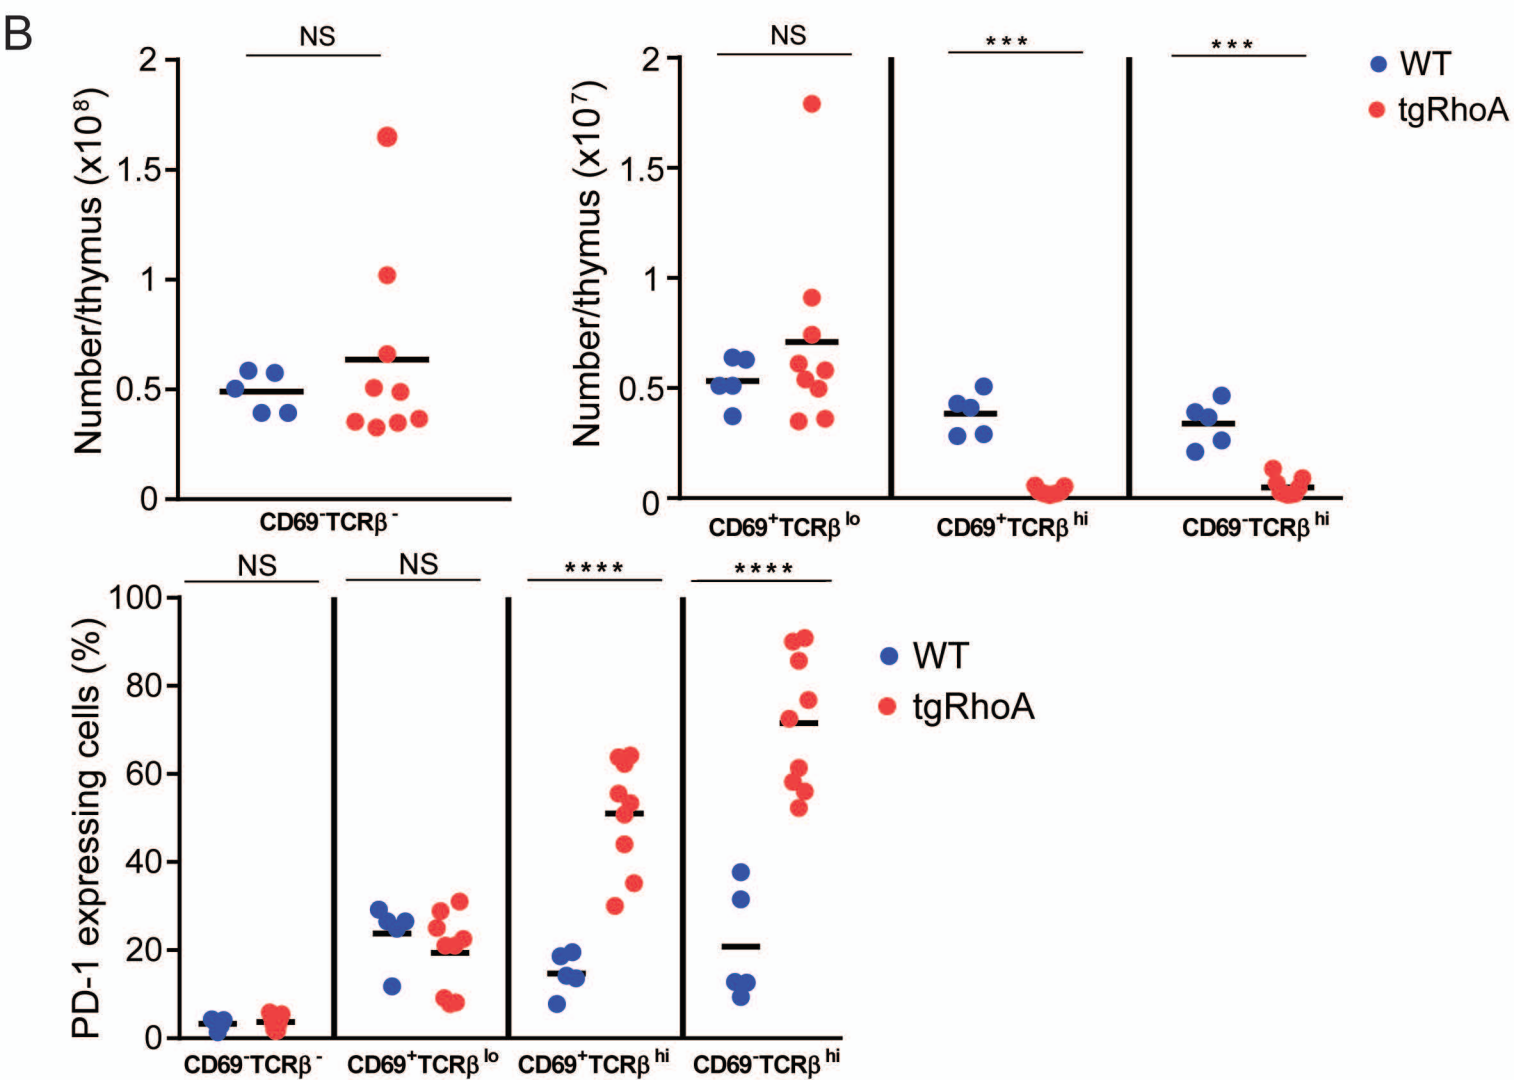 B
NS
2
1.5
1
0.5
0
Number/thymus (x10⁸)
CD69⁻TCRβ⁻
NS
***
***
2
1.5
1
0.5
0
Number/thymus (x10⁷)
CD69⁺TCRβ ˡᵒ
CD69⁺TCRβ ʰⁱ
CD69⁻TCRβ ʰⁱ
WT
tgRhoA
NS
NS
****
****
100
80
60
40
20
0
PD-1 expressing cells (%)
CD69⁻TCRβ⁻
CD69⁺TCRβ ˡᵒ
CD69⁺TCRβ ʰⁱ
CD69⁻TCRβ ʰⁱ
WT
tgRhoA